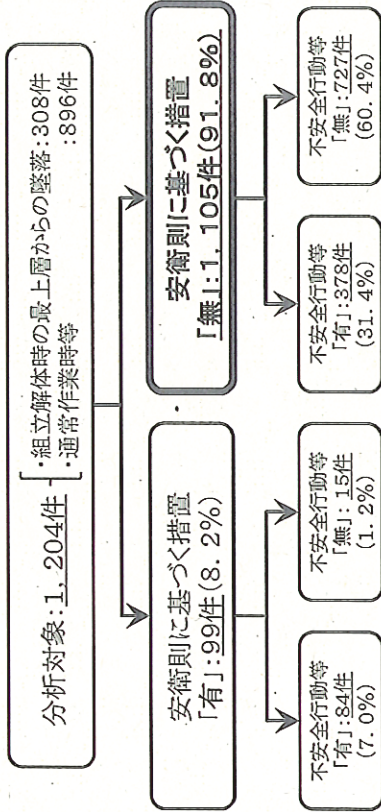 分析対象:1,204件
・組立解体時の最上層からの墜落:308件
・通常作業時等　　　　　　　　:896件
安衛則に基づく措置
「有」:99件(8.2%)
安衛則に基づく措置
「無」:1,105件(91.8%)
不安全行動等
「有」:84件
(7.0%)
不安全行動等
「無」:15件
(1.2%)
不安全行動等
「有」:378件
(31.4%)
不安全行動等
「無」:727件
(60.4%)